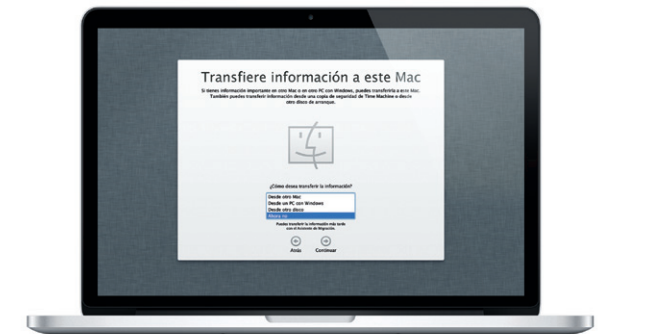 Transfiere información a este Mac
Si tienes información importante en otro Mac o en otro PC con Windows, puedes transferirla a este Mac.
También puedes transferir información desde una copia de seguridad de Time Machine o desde
otro disco de arranque.
¿Cómo desea transferir la información?
Desde otro Mac
Desde un PC con Windows
Desde otro disco
Ahora no
Puedes transferir la información más tarde
con el Asistente de Migración.
Atrás Continuar